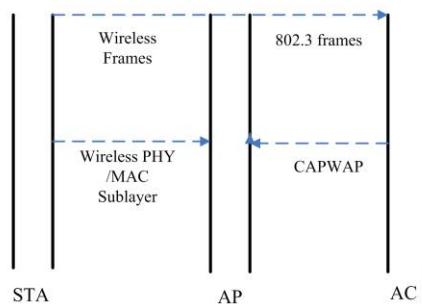 Wireless
Frames
802.3 frames
Wireless PHY
/MAC
Sublayer
CAPWAP
STA
AP
AC